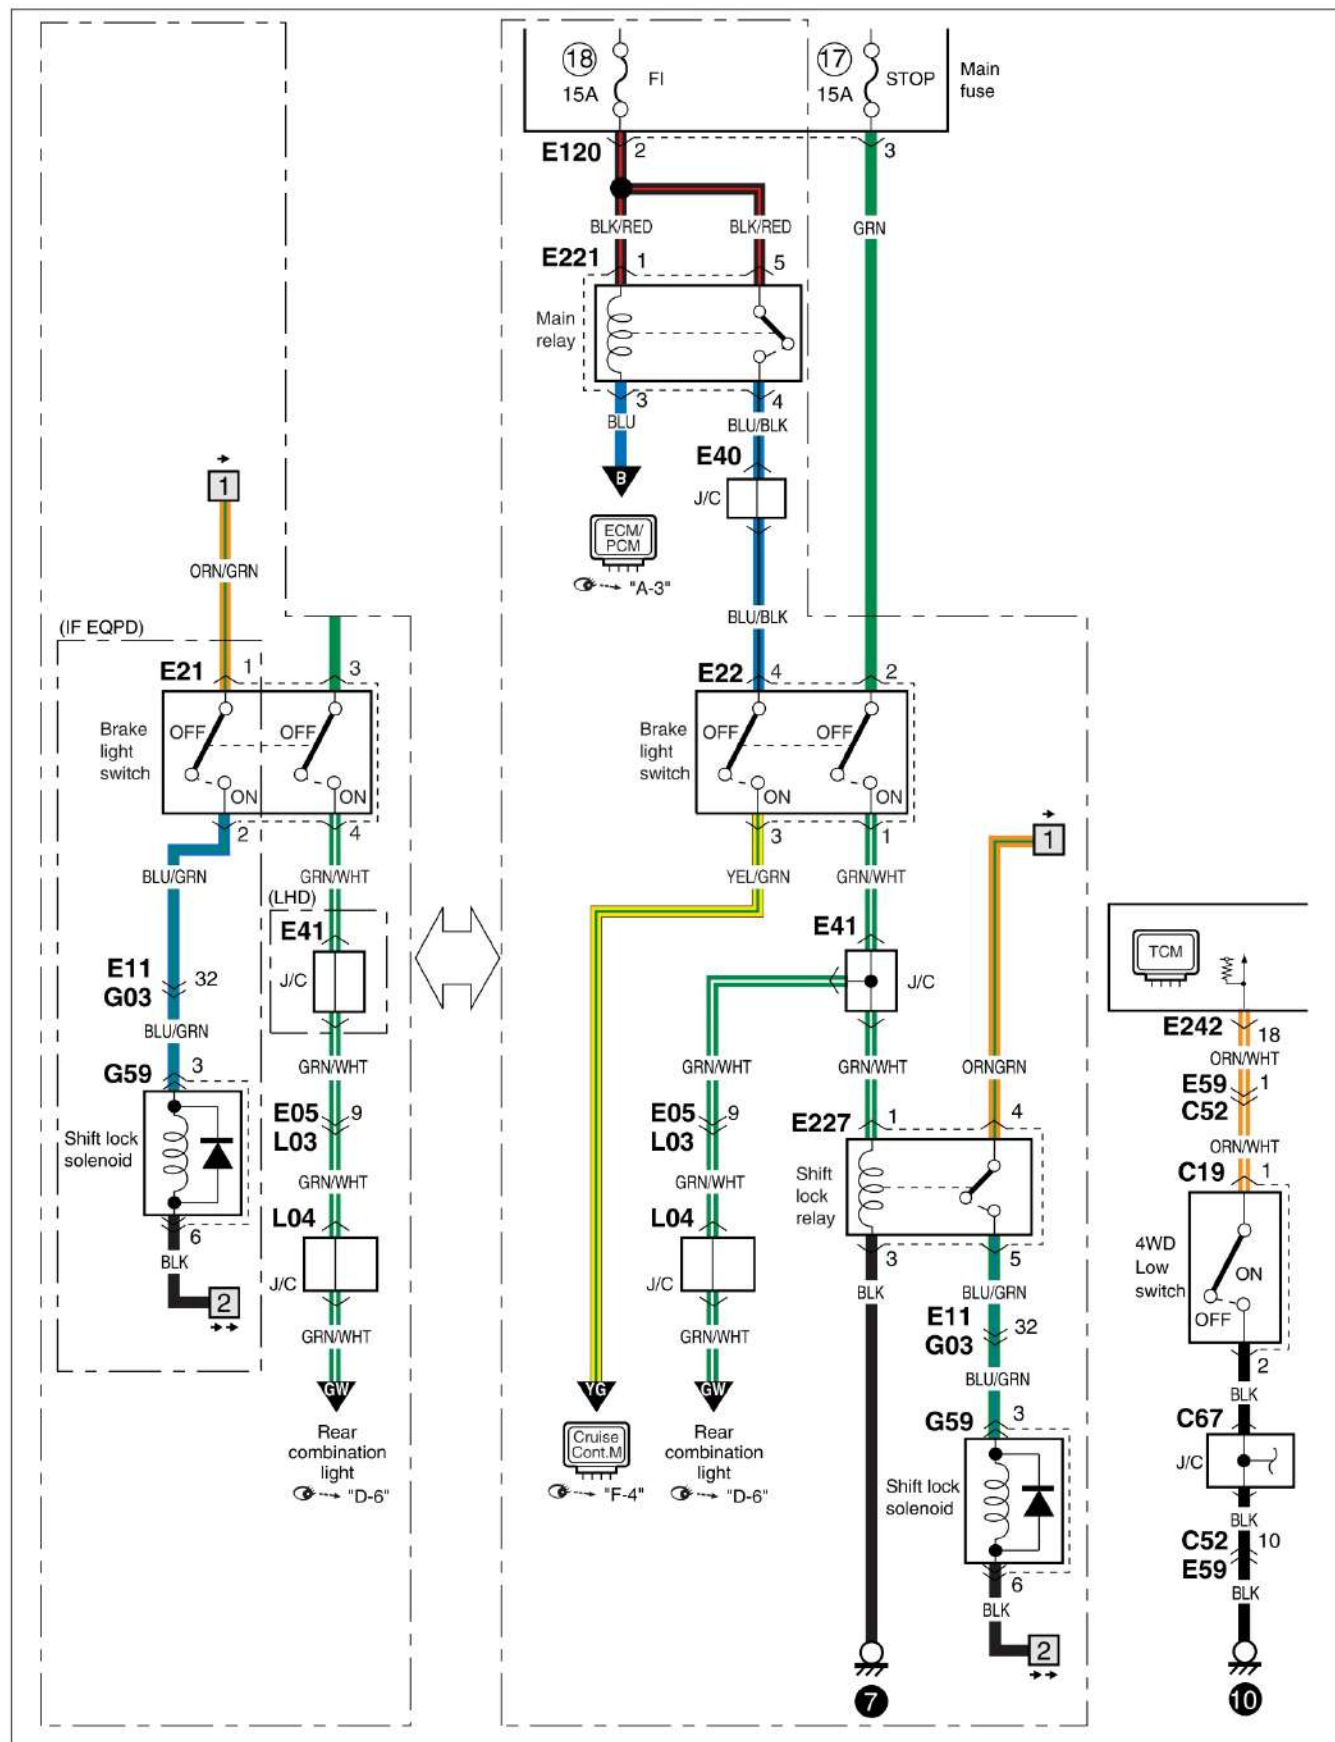 18
15A
FI
17
15A
STOP
Main
fuse
E120
2
3
BLK/RED
BLK/RED
GRN
E221
1
5
Main
relay
3
4
BLU
BLU/BLK
B
E40
J/C
ECM/
PCM
"A-3"
BLU/BLK
1
ORN/GRN
(IF EQPD)
E21
1
3
Brake
light
switch
OFF
OFF
ON
ON
2
4
BLU/GRN
GRN/WHT
(LHD)
E41
J/C
E11
G03
32
BLU/GRN
G59
3
Shift lock
solenoid
6
BLK
2
GRN/WHT
E05
L03
9
GRN/WHT
L04
J/C
GRN/WHT
GW
Rear
combination
light
"D-6"
E22
4
2
Brake
light
switch
OFF
OFF
ON
ON
3
1
YEL/GRN
GRN/WHT
1
E41
J/C
GRN/WHT
GRN/WHT
ORNGRN
E05
L03
9
GRN/WHT
L04
J/C
GRN/WHT
YG
Cruise
Cont.M
"F-4"
GW
Rear
combination
light
"D-6"
E227
1
4
Shift
lock
relay
3
5
BLK
BLU/GRN
E11
G03
32
BLU/GRN
G59
3
Shift lock
solenoid
6
BLK
2
7
TCM
E242
18
ORN/WHT
E59
C52
1
ORN/WHT
C19
1
4WD
Low
switch
ON
OFF
2
BLK
C67
J/C
BLK
C52
E59
10
BLK
10